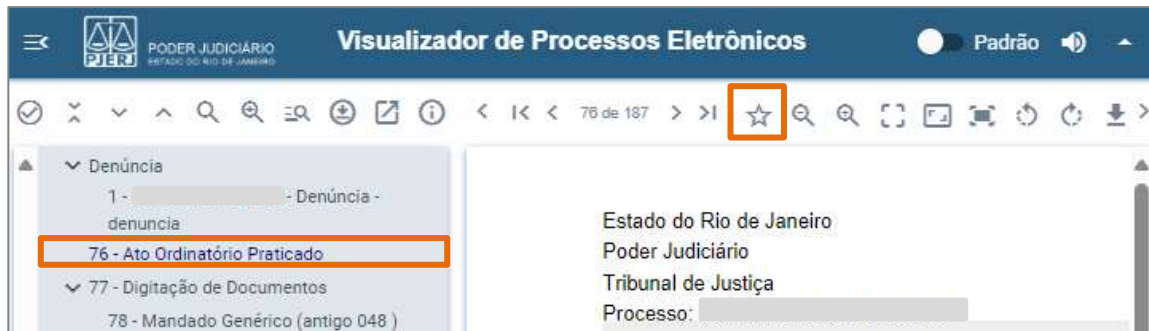 PJERJ
PODER JUDICIÁRIO
ESTADO DO RIO DE JANEIRO
Visualizador de Processos Eletrônicos
Padrão
76 de 187
Denúncia
1 - - Denúncia -
denuncia
76 - Ato Ordinatório Praticado
77 - Digitação de Documentos
78 - Mandado Genérico (antigo 048 )
Estado do Rio de Janeiro
Poder Judiciário
Tribunal de Justiça
Processo: